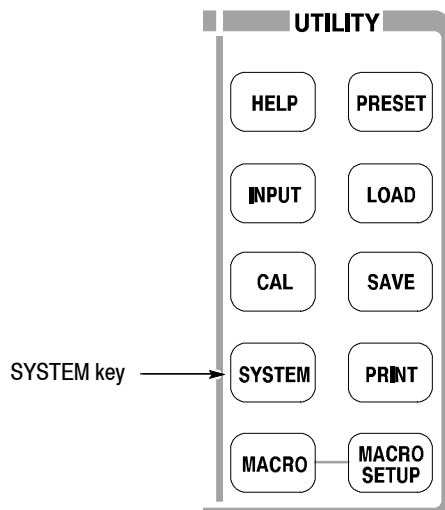 UTILITY
HELP PRESET
INPUT LOAD
CAL SAVE
SYSTEM key SYSTEM PRINT
MACRO MACRO
SETUP